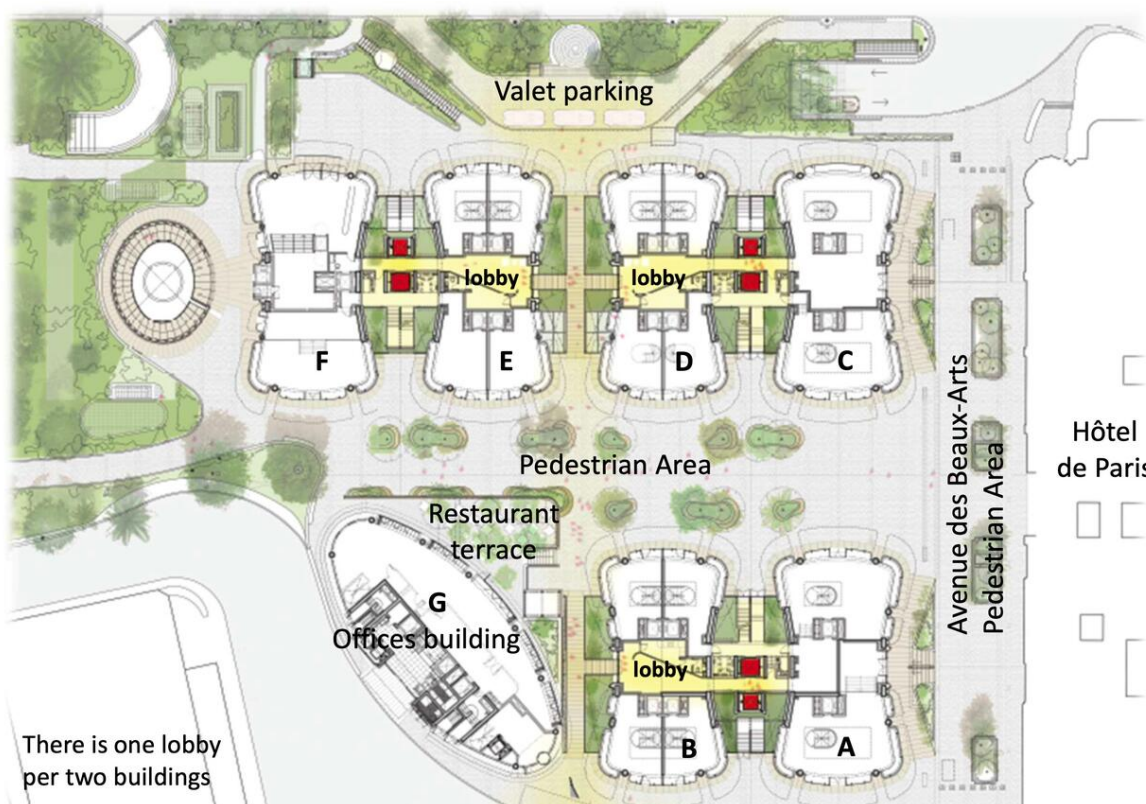 Valet parking
lobby
lobby
F
E
D
C
Avenue des Beaux-Arts
Pedestrian Area
Hôtel
de Paris
Pedestrian Area
Restaurant
terrace
G
Offices building
lobby
B
A
There is one lobby
per two buildings